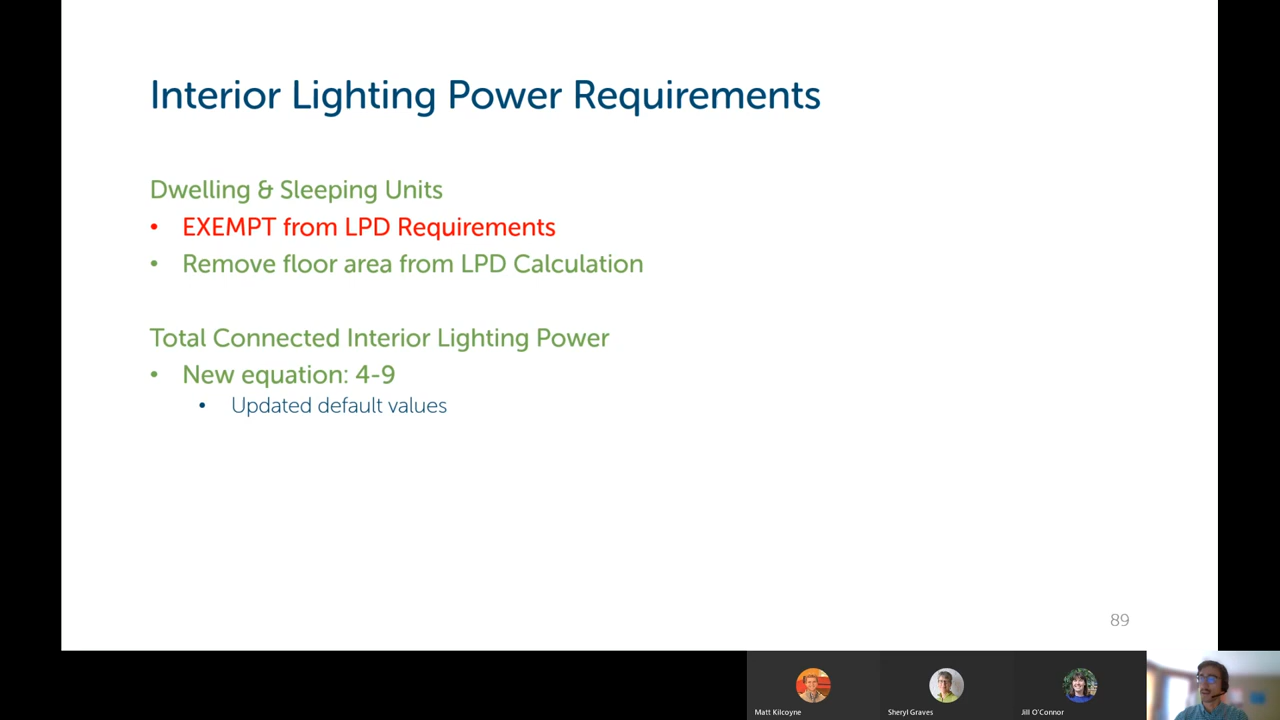 Interior Lighting Power Requirements
Dwelling & Sleeping Units
• EXEMPT from LPD Requirements
• Remove floor area from LPD Calculation
Total Connected Interior Lighting Power
• New equation: 4-9
• Updated default values
89
Matt Kilcoyne
Sheryl Graves
Jill O'Connor